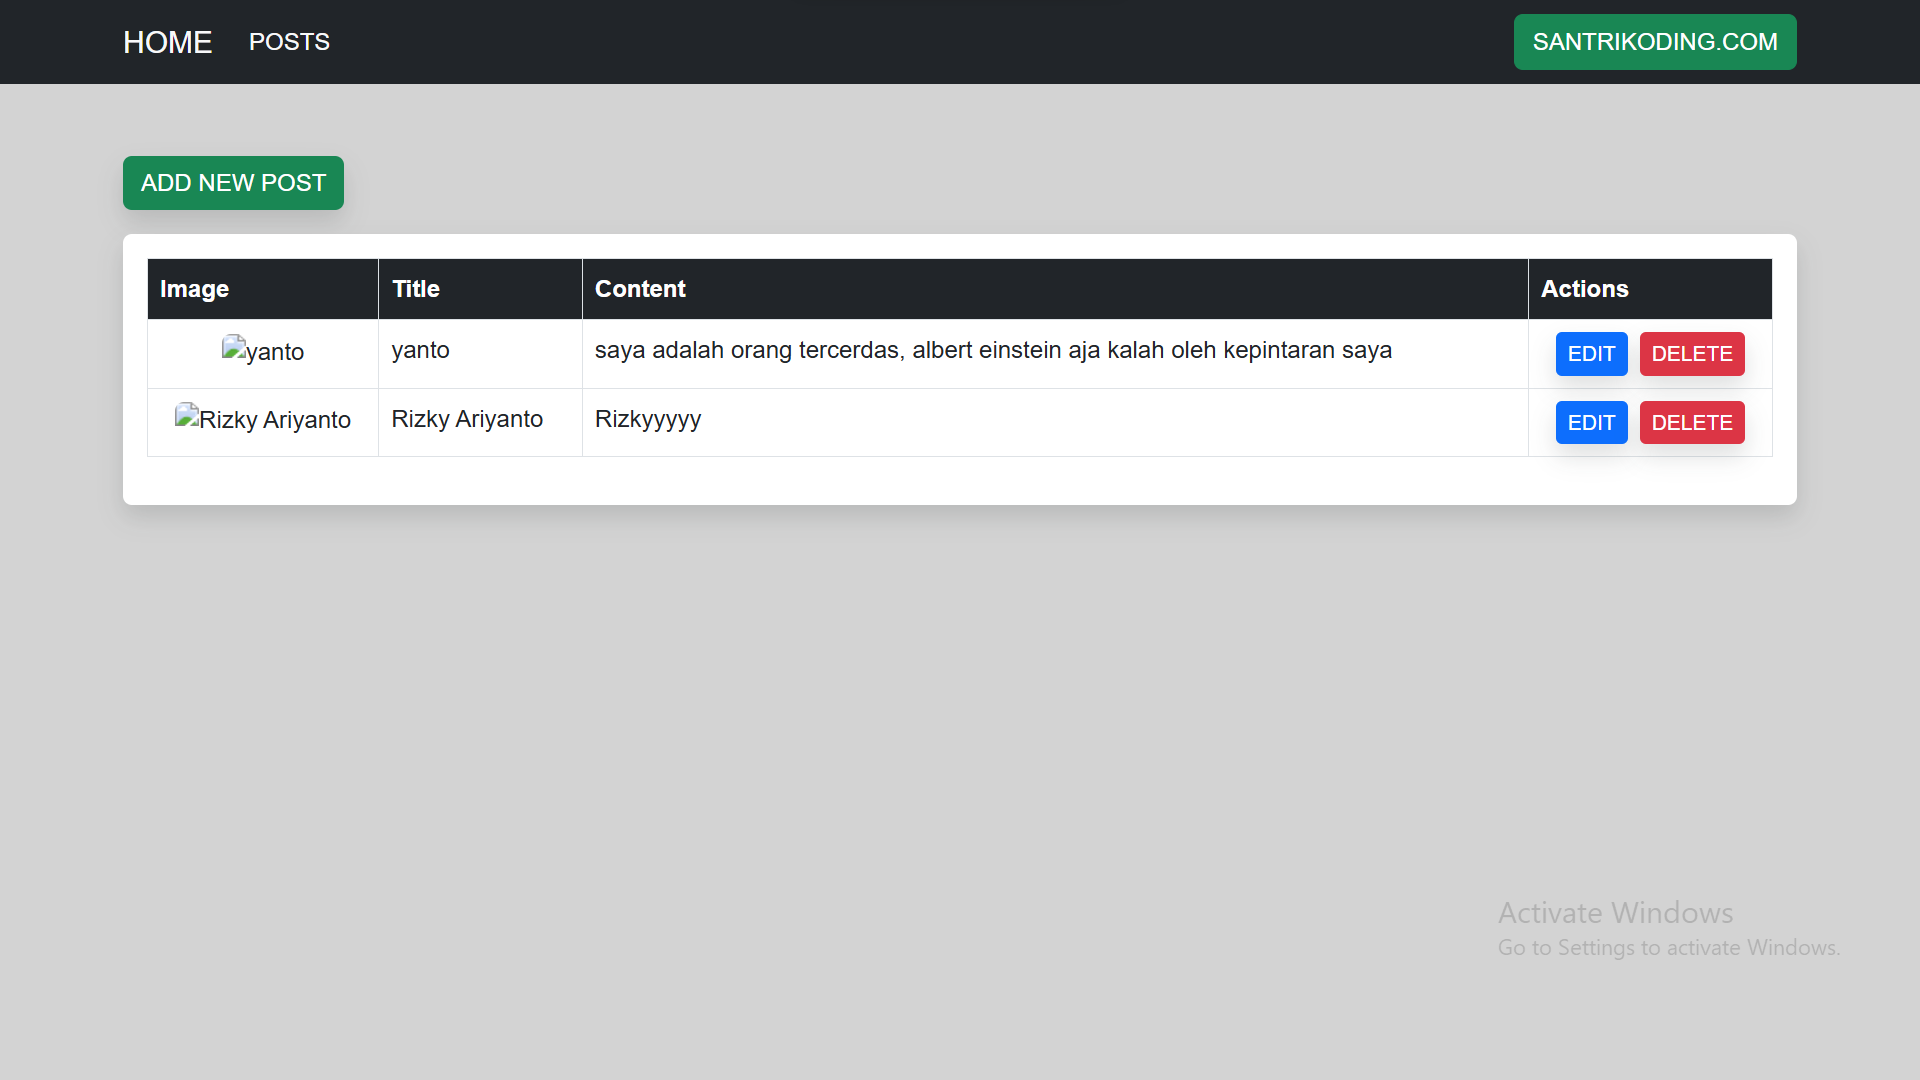 HOME POSTS SANTRIKODING.COM
ADD NEW POST
Image Title Content Actions
yanto yanto saya adalah orang tercerdas, albert einstein aja kalah oleh kepintaran saya EDIT DELETE
Rizky Ariyanto Rizky Ariyanto Rizkyyyyy EDIT DELETE
Activate Windows
Go to Settings to activate Windows.